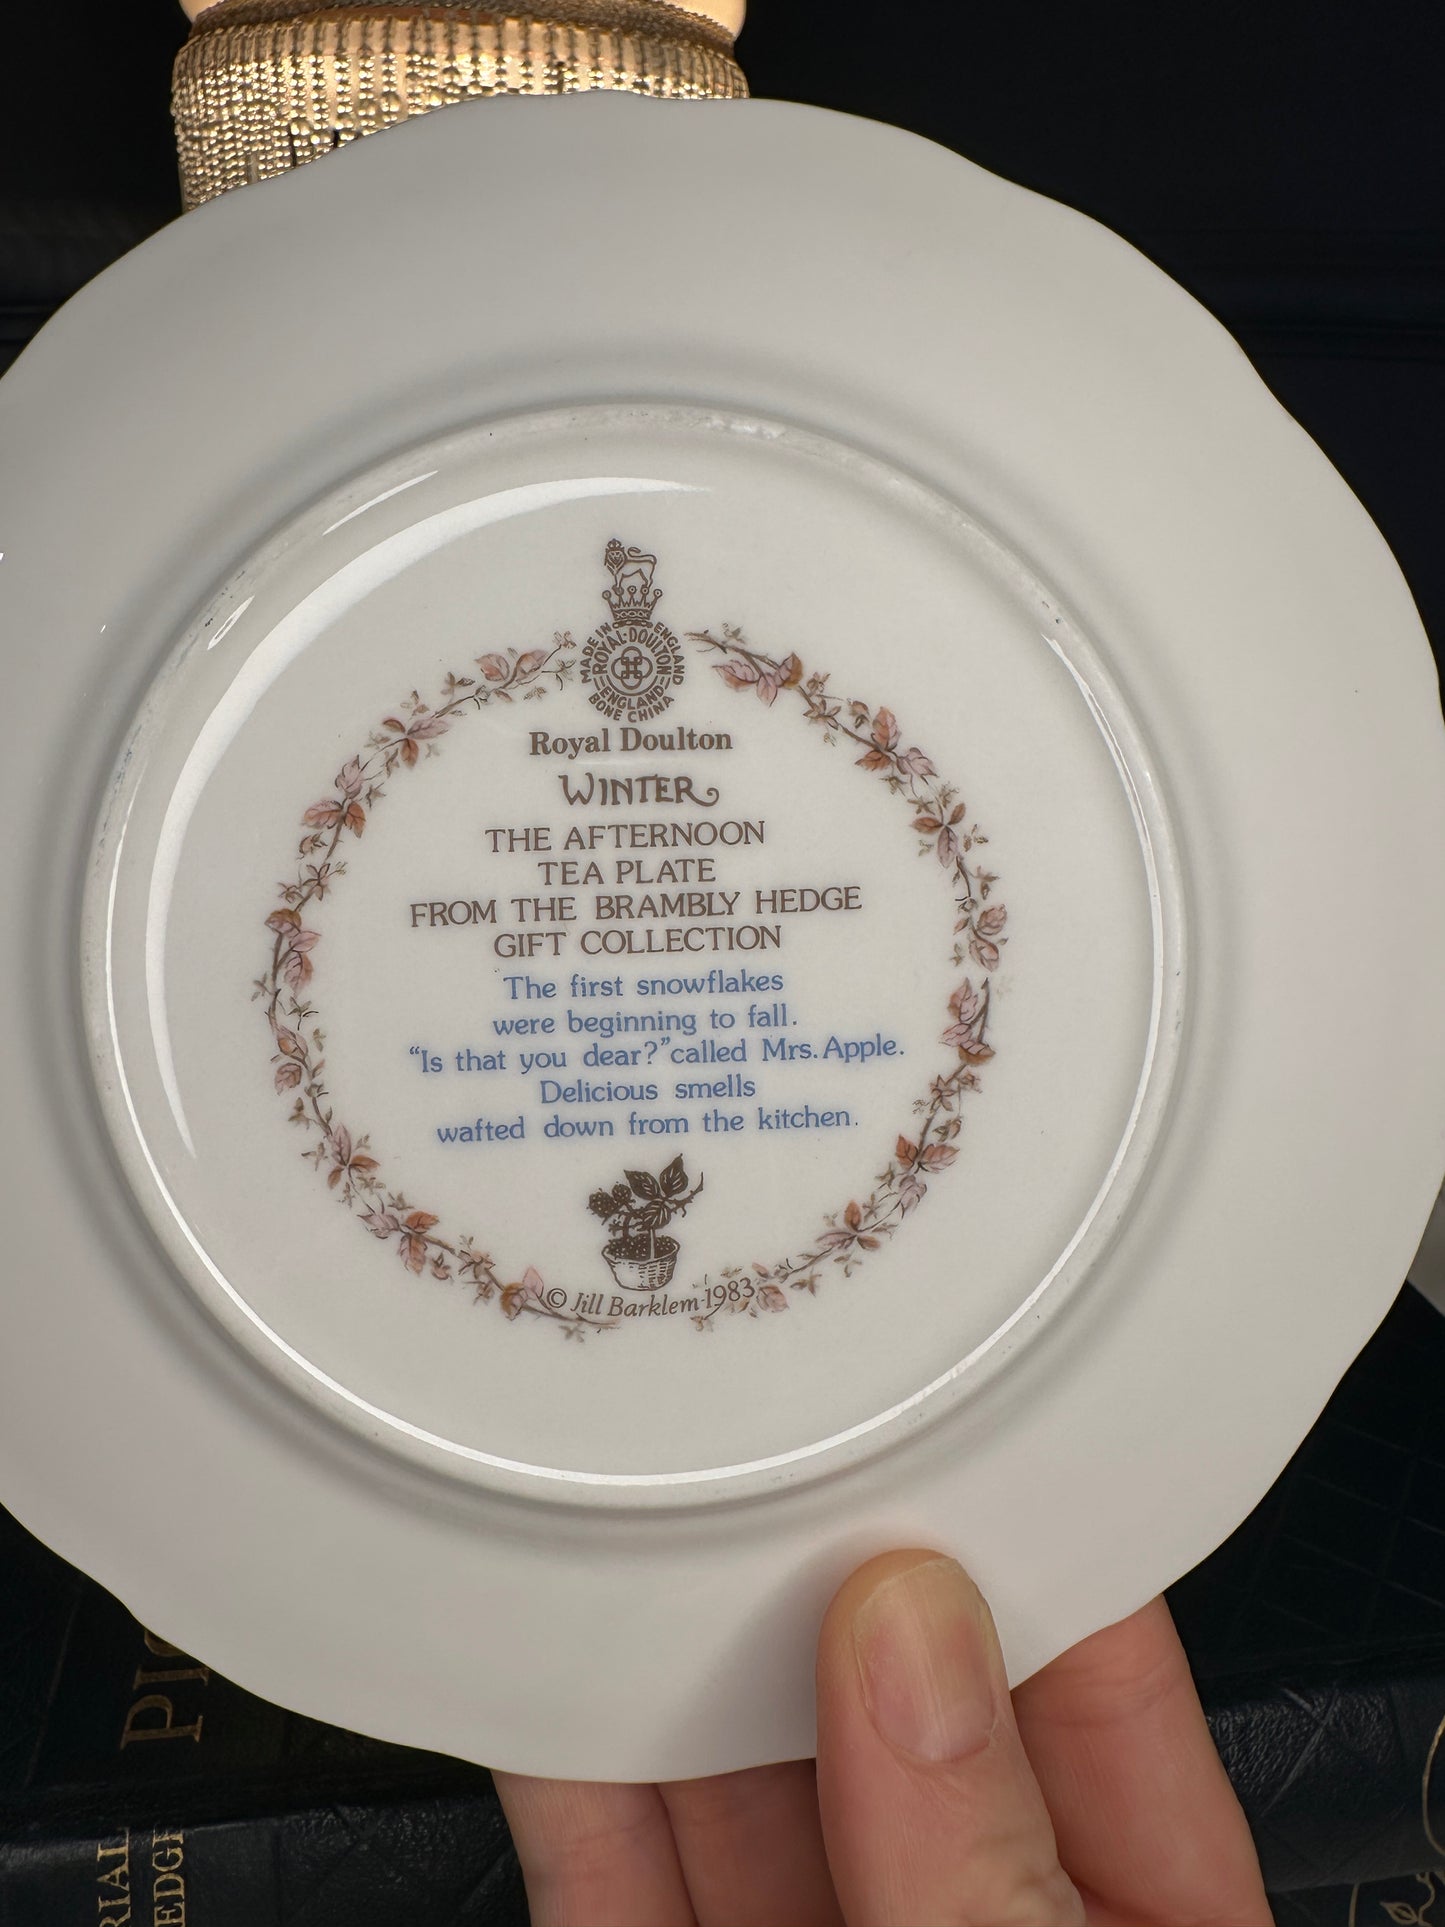 MADE IN ENGLAND
ROYAL·DOULTON
ENGLAND
BONE CHINA
Royal Doulton
WINTER
THE AFTERNOON
TEA PLATE
FROM THE BRAMBLY HEDGE
GIFT COLLECTION
The first snowflakes
were beginning to fall.
“Is that you dear?”called Mrs. Apple.
Delicious smells
wafted down from the kitchen.
© Jill Barklem 1983